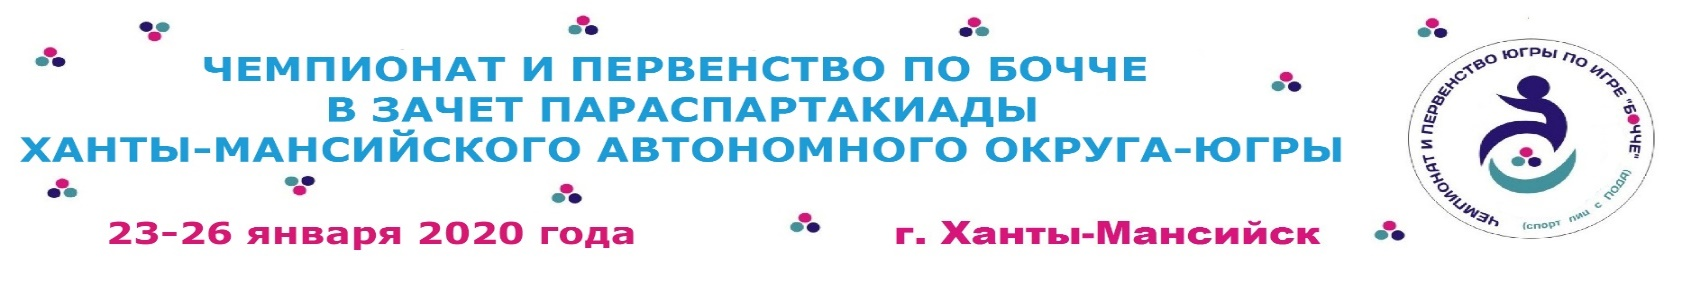 ЧЕМПИОНАТ И ПЕРВЕНСТВО ПО БОЧЧЕ
В ЗАЧЕТ ПАРАСПАРТАКИАДЫ
ХАНТЫ-МАНСИЙСКОГО АВТОНОМНОГО ОКРУГА-ЮГРЫ
23-26 января 2020 года
г. Ханты-Мансийск
ЧЕМПИОНАТ И ПЕРВЕНСТВО ЮГРЫ ПО ИГРЕ "БОЧЧЕ"
(спорт лиц с ПОДА)